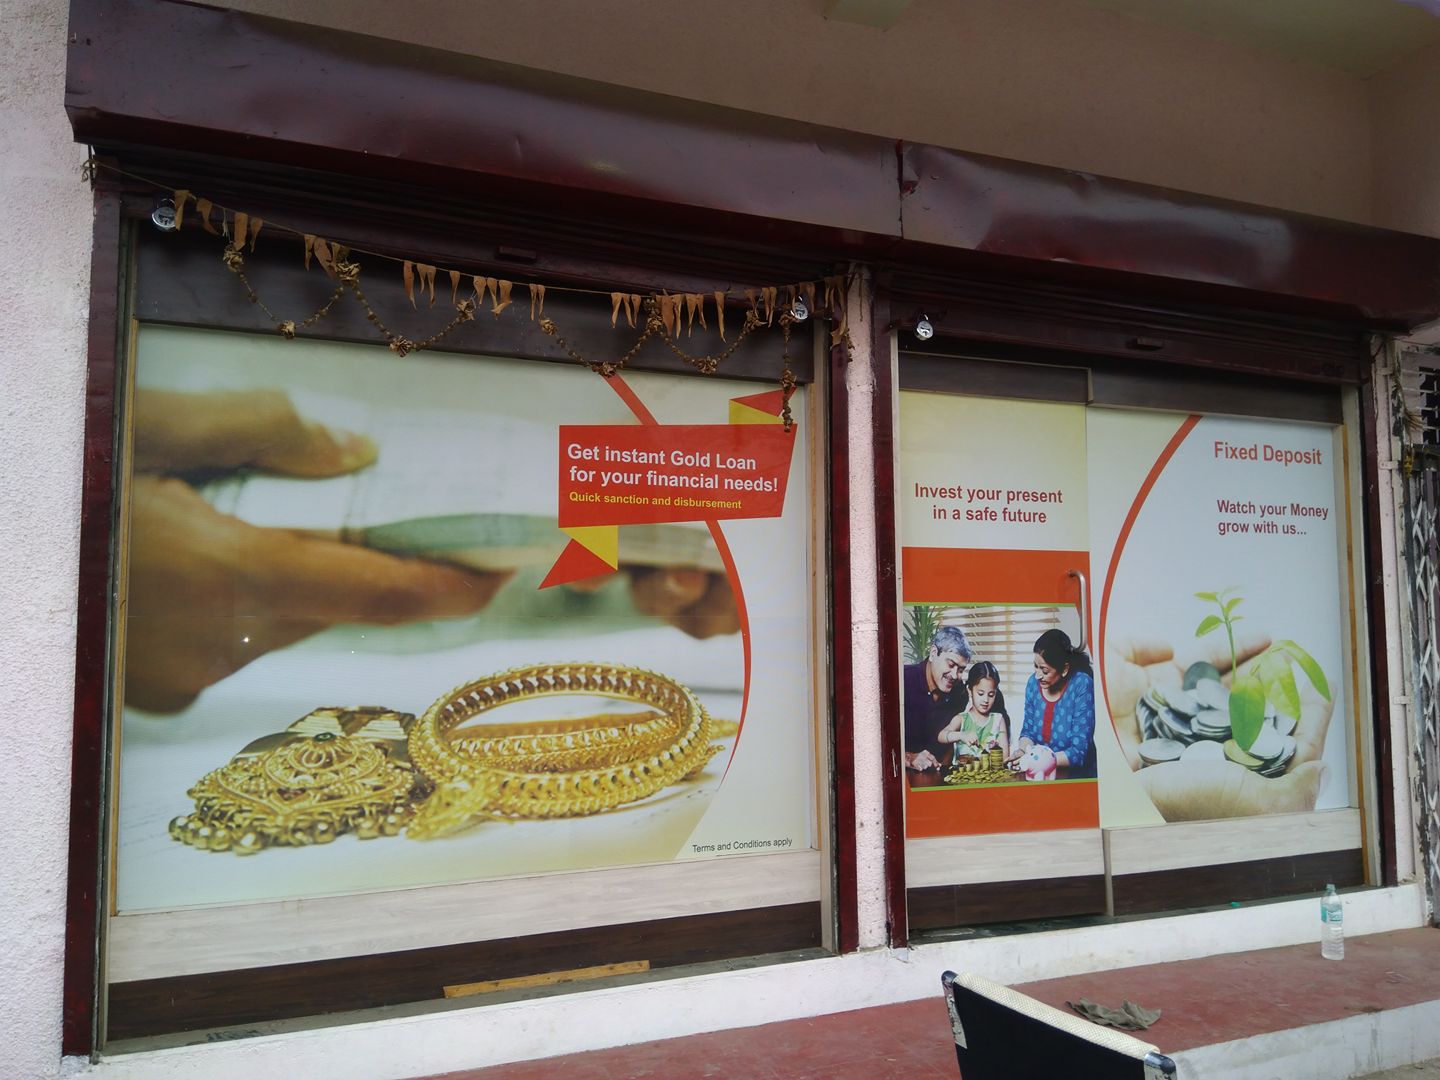 Get instant Gold Loan
for your financial needs!
Quick sanction and disbursement
Terms and Conditions apply
Invest your present
in a safe future
Fixed Deposit
Watch your Money
grow with us...